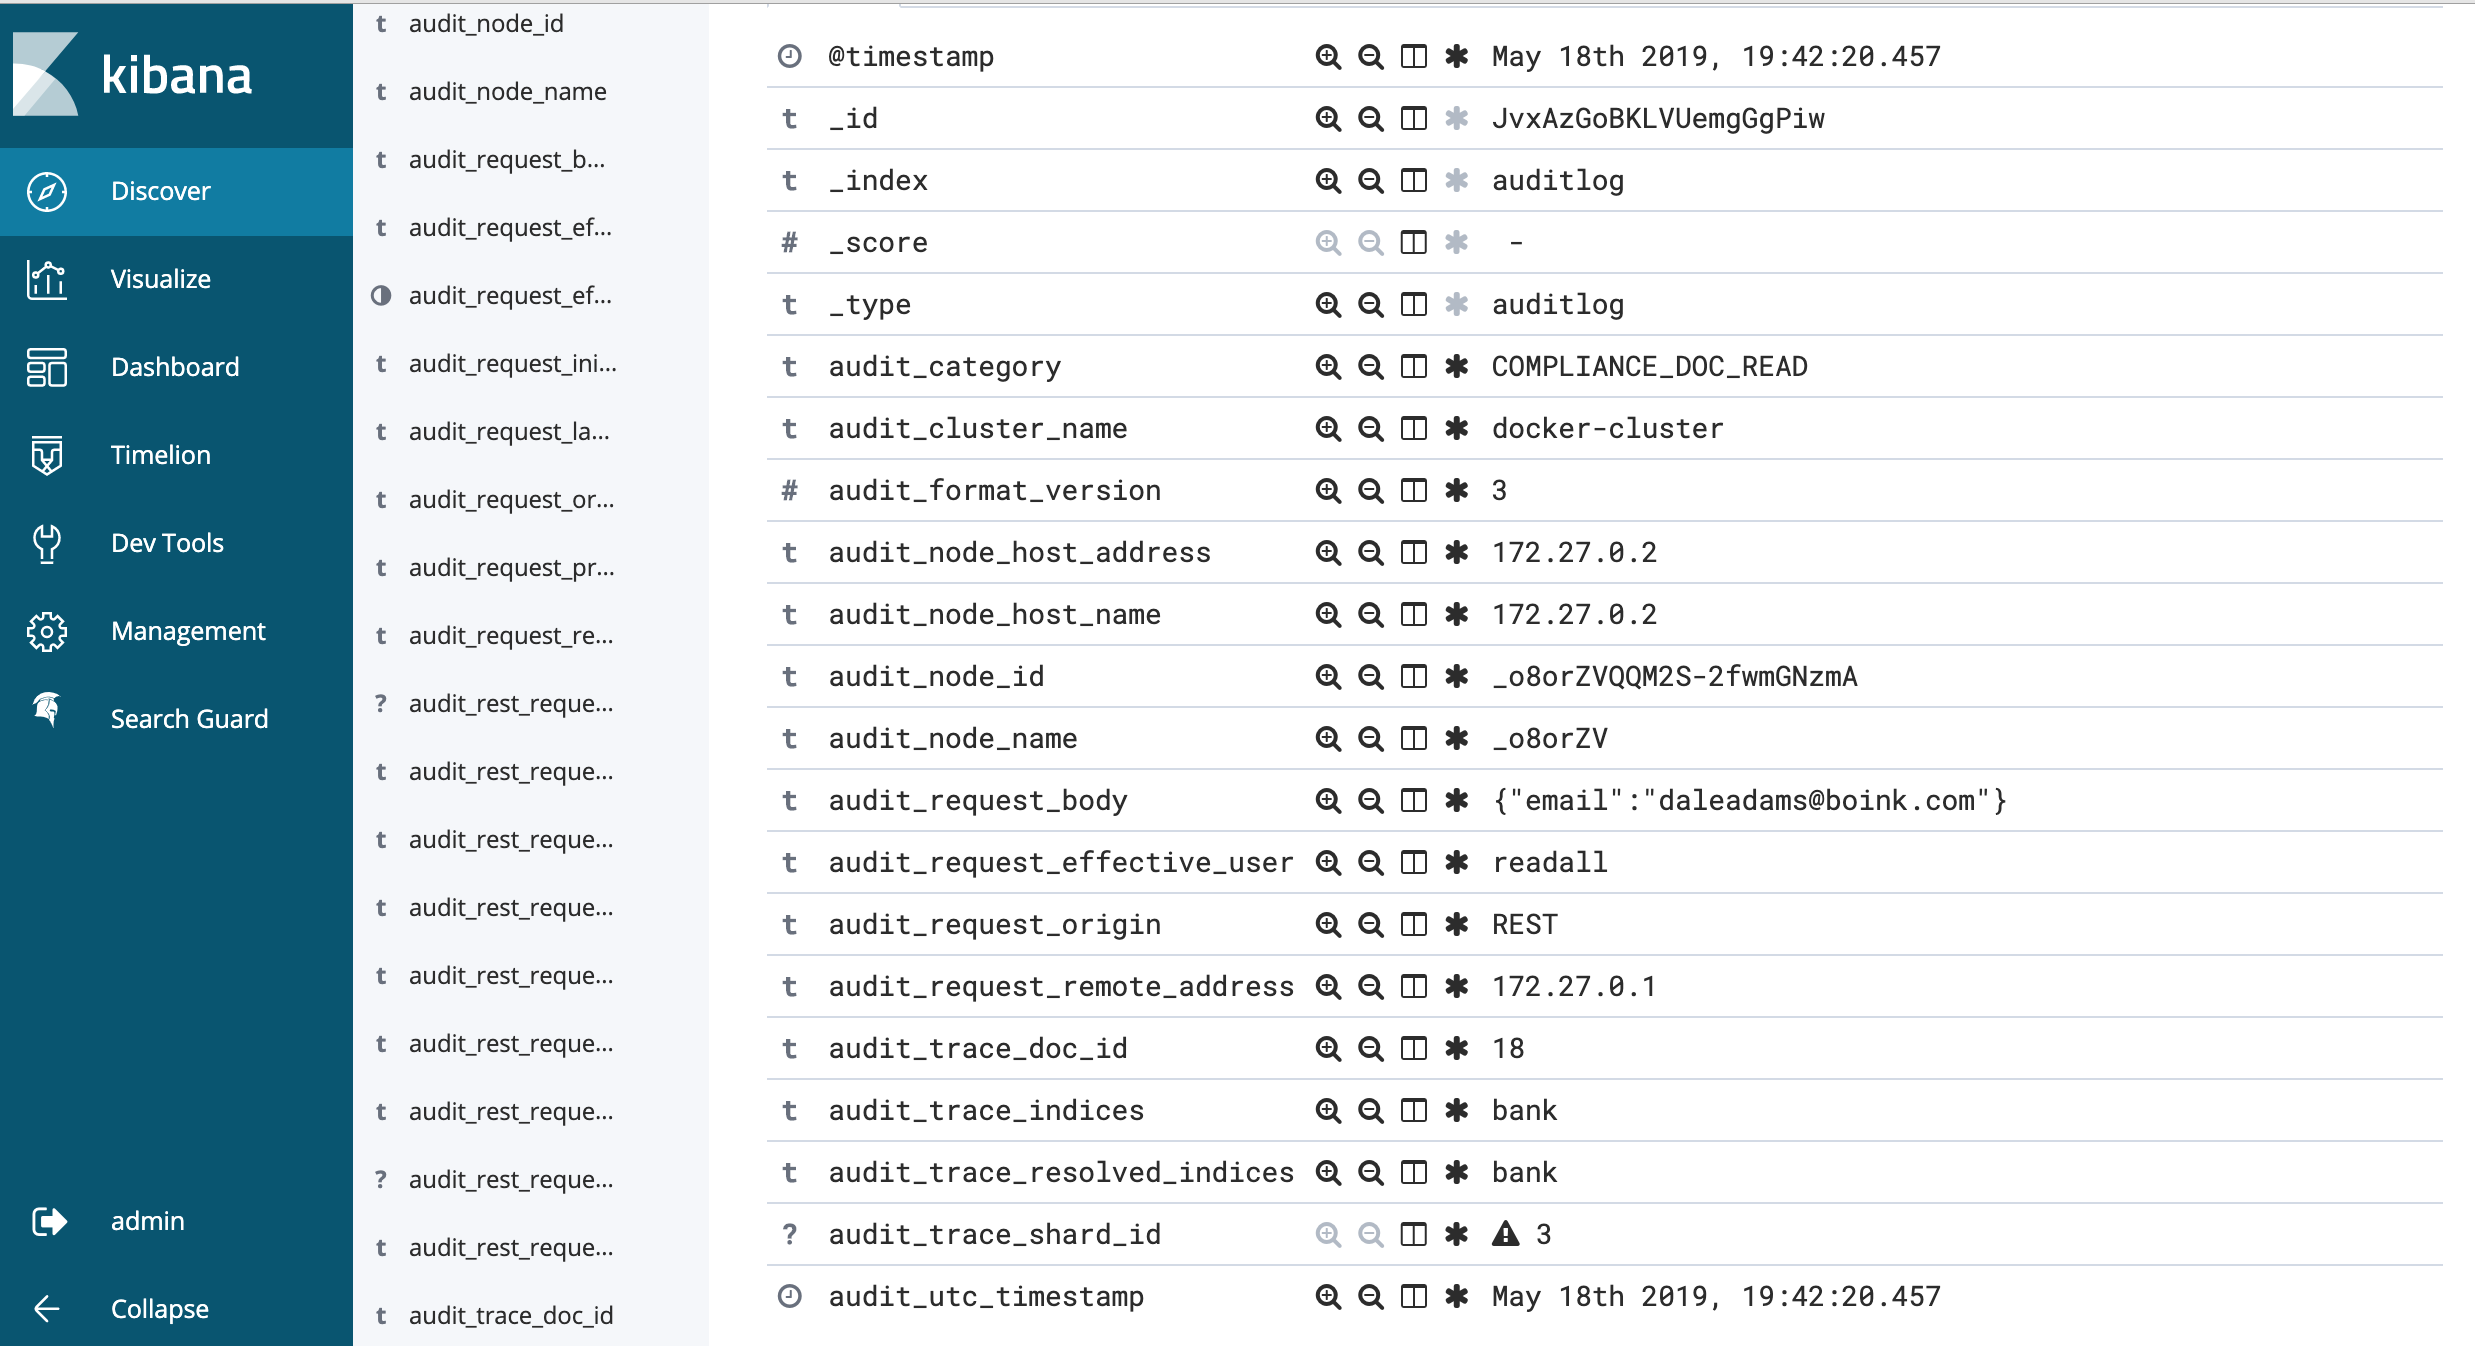 kibana
Discover
Visualize
Dashboard
Timelion
Dev Tools
Management
Search Guard
admin
Collapse
t audit_node_id
t audit_node_name
t audit_request_b...
t audit_request_ef...
audit_request_ef...
t audit_request_ini...
t audit_request_la...
t audit_request_or...
t audit_request_pr...
t audit_request_re...
? audit_rest_reque...
t audit_rest_reque...
t audit_rest_reque...
t audit_rest_reque...
t audit_rest_reque...
t audit_rest_reque...
t audit_rest_reque...
? audit_rest_reque...
t audit_rest_reque...
t audit_trace_doc_id
@timestamp May 18th 2019, 19:42:20.457
t _id JvxAzGoBKLVUemgGgPiw
t _index auditlog
# _score -
t _type auditlog
t audit_category COMPLIANCE_DOC_READ
t audit_cluster_name docker-cluster
# audit_format_version 3
t audit_node_host_address 172.27.0.2
t audit_node_host_name 172.27.0.2
t audit_node_id _o8orZVQQM2S-2fwmGNzmA
t audit_node_name _o8orZV
t audit_request_body {"email":"daleadams@boink.com"}
t audit_request_effective_user readall
t audit_request_origin REST
t audit_request_remote_address 172.27.0.1
t audit_trace_doc_id 18
t audit_trace_indices bank
t audit_trace_resolved_indices bank
? audit_trace_shard_id 3
audit_utc_timestamp May 18th 2019, 19:42:20.457